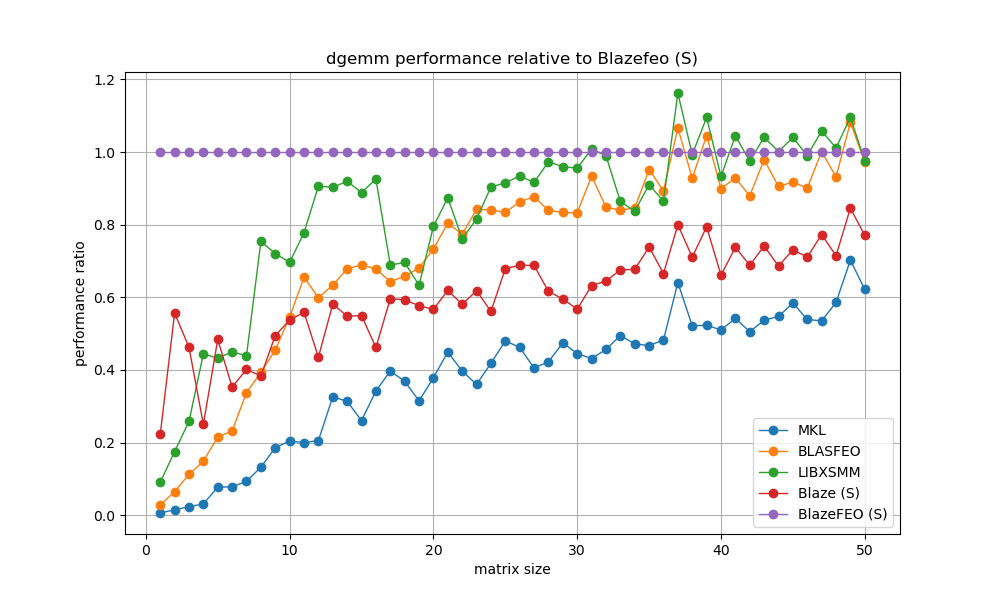 dgemm performance relative to Blazefeo (S)
performance ratio
1.2
1.0
0.8
0.6
0.4
0.2
0.0
MKL
BLASFEO
LIBXSMM
Blaze (S)
BlazeFEO (S)
0 10 20 30 40 50
matrix size